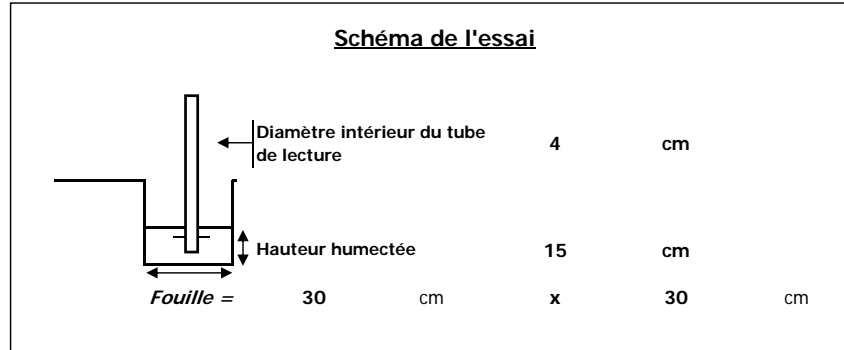 Schéma de l'essai
Diamètre intérieur du tube
de lecture
4 cm
Hauteur humectée 15 cm
Fouille = 30 cm x 30 cm